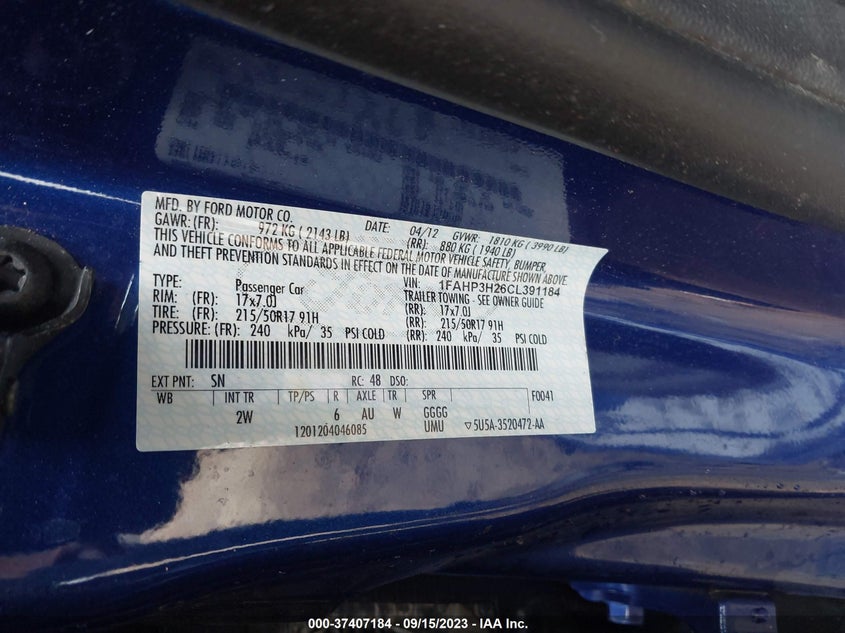 MFD. BY FORD MOTOR CO.
DATE: 04/12 GVWR: 1810 KG ( 3990 LB)
GAWR: (FR): 972 KG ( 2143 LB) (RR): 880 KG ( 1940 LB)
THIS VEHICLE CONFORMS TO ALL APPLICABLE FEDERAL MOTOR VEHICLE SAFETY, BUMPER,
AND THEFT PREVENTION STANDARDS IN EFFECT ON THE DATE OF MANUFACTURE SHOWN ABOVE.
VIN: 1FAHP3H26CL391184
TYPE: Passenger Car TRAILER TOWING - SEE OWNER GUIDE
RIM: (FR): 17x7.0J (RR): 17x7.0J
TIRE: (FR): 215/50R17 91H (RR): 215/50R17 91H
PRESSURE: (FR): 240 kPa/ 35 PSI COLD (RR): 240 kPa/ 35 PSI COLD
EXT PNT: SN RC: 48 DSO:
WB INT TR TP/PS R AXLE TR SPR F0041
2W 6 AU W GGGG
1201204046085 UMU ▽5U5A-3520472-AA
000-37407184 - 09/15/2023 - © IAA, Inc.